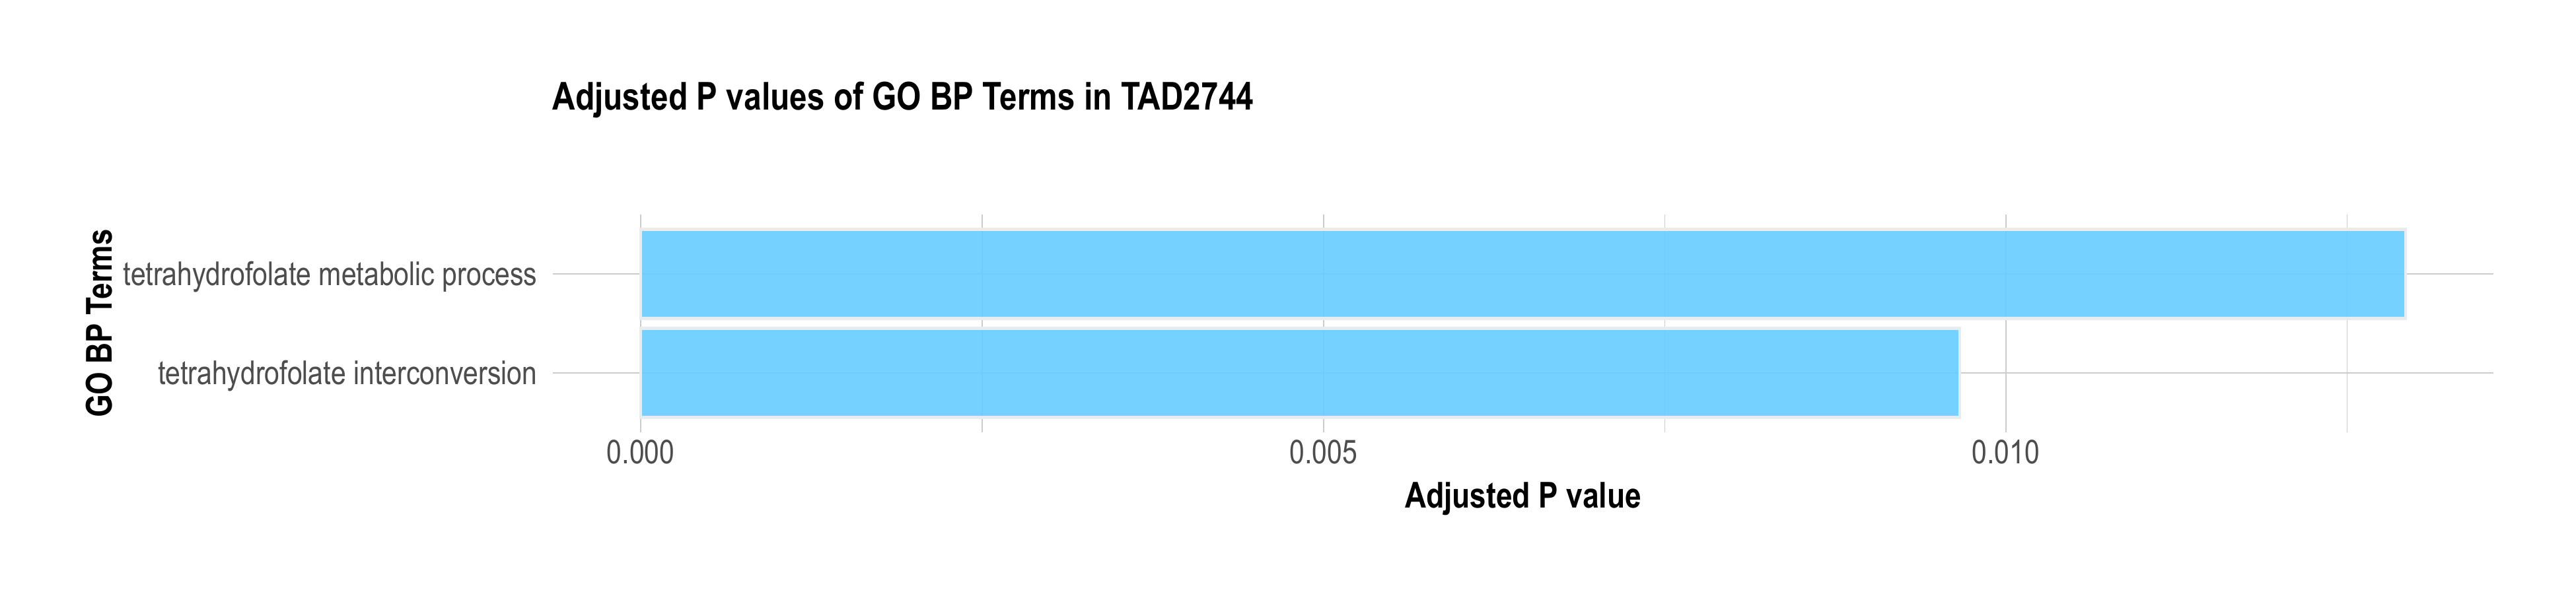 Adjusted P values of GO BP Terms in TAD2744
GO BP Terms
tetrahydrofolate metabolic process
tetrahydrofolate interconversion
0.000
0.005
0.010
Adjusted P value